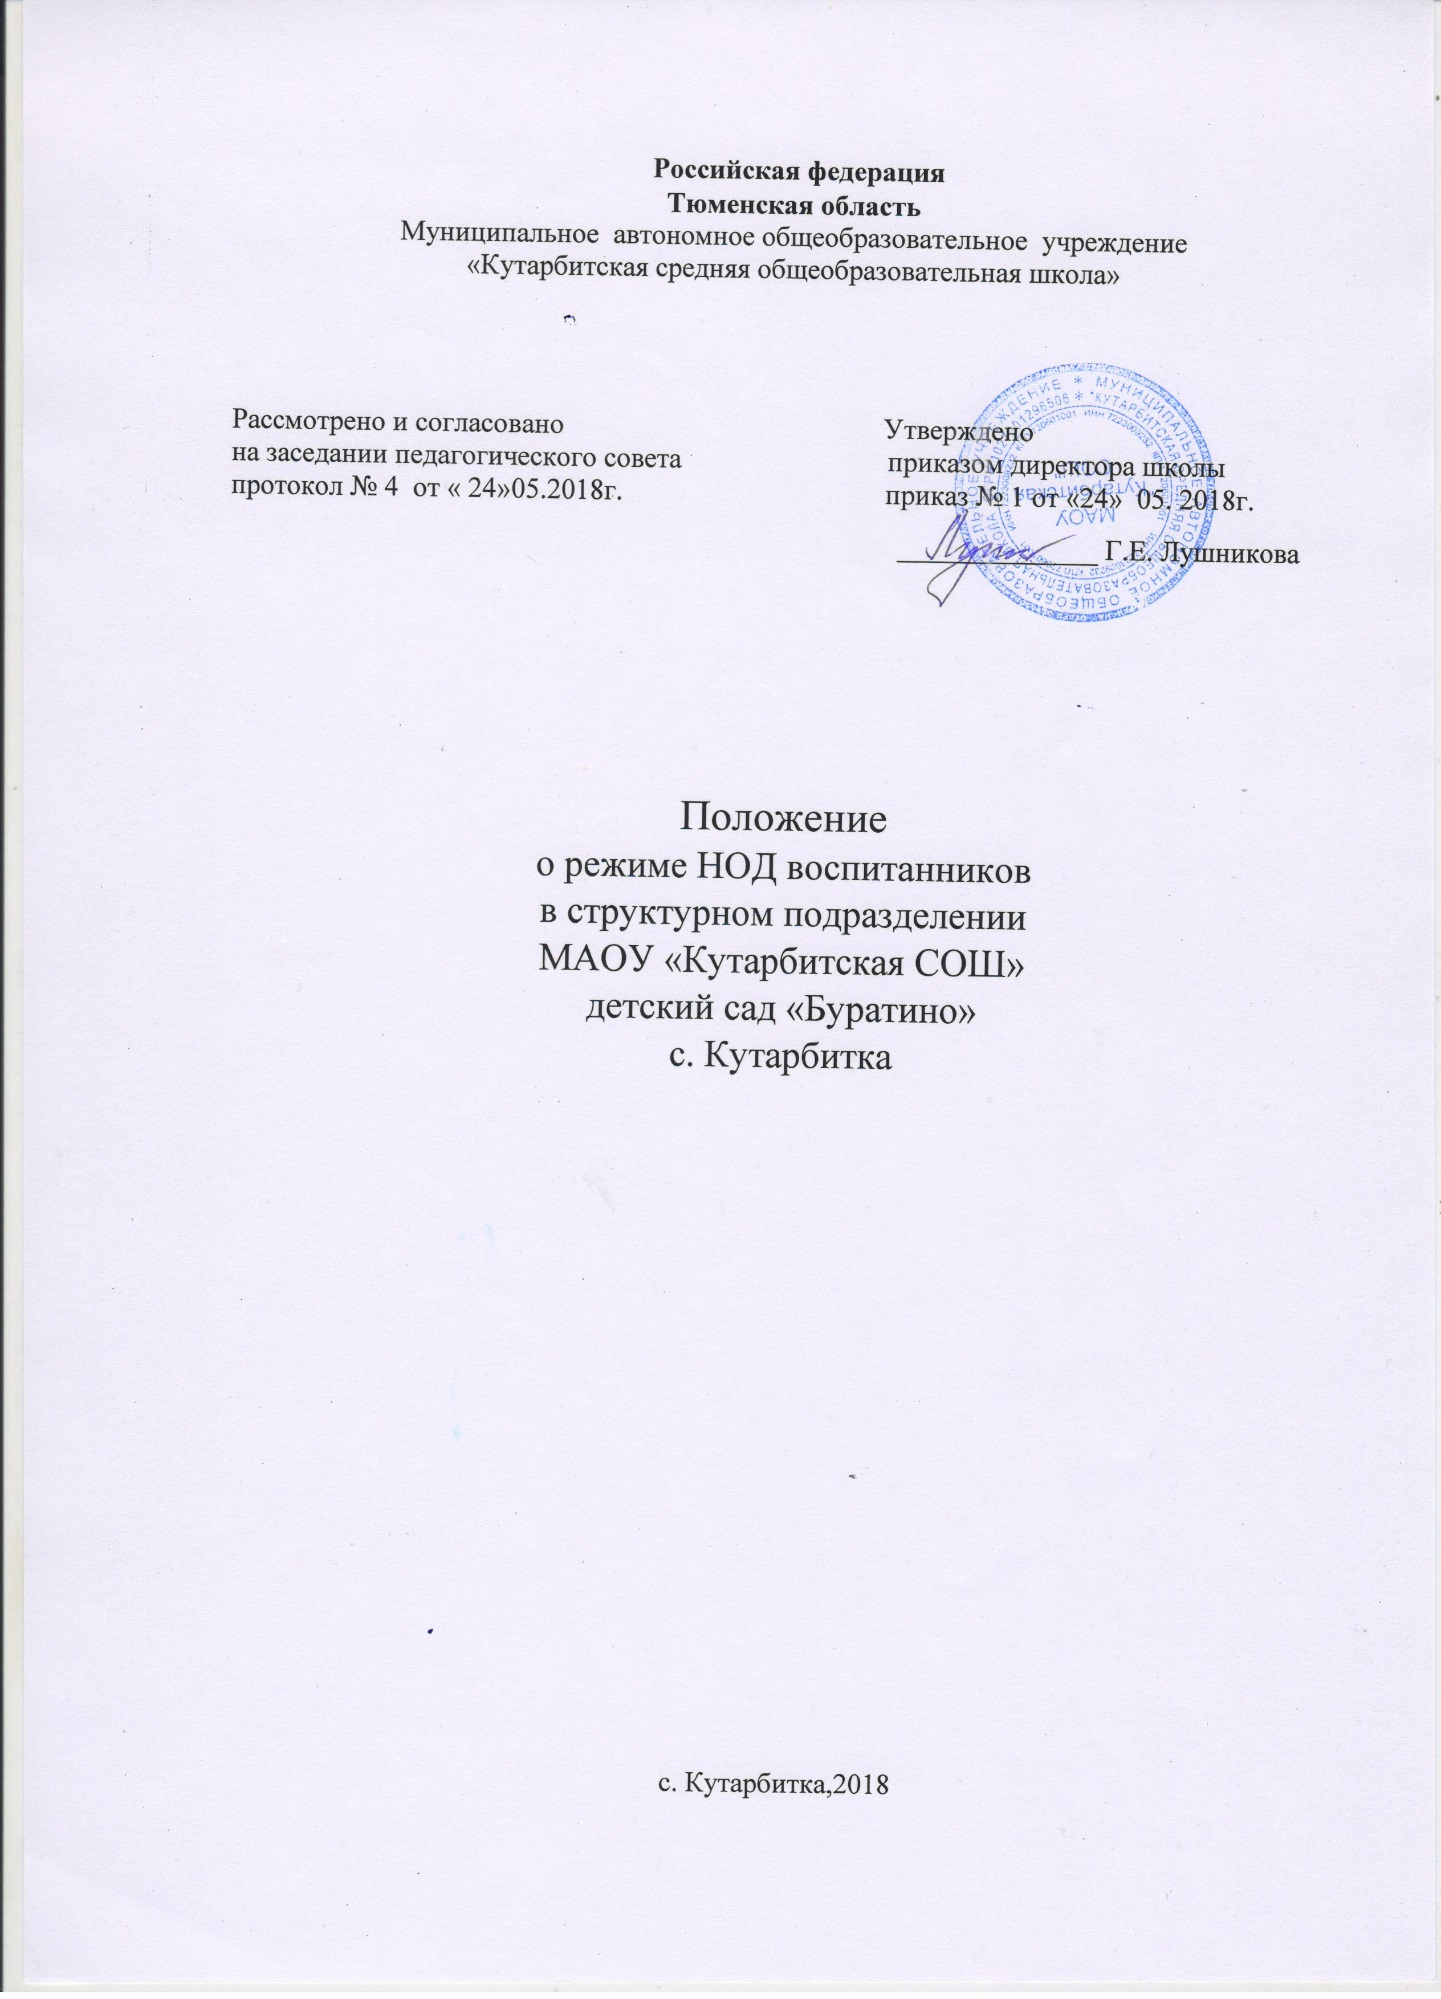 Российская федерация
Тюменская область
Муниципальное автономное общеобразовательное учреждение
«Кутарбитская средняя общеобразовательная школа»
Рассмотрено и согласовано
на заседании педагогического совета
протокол № 4 от « 24»05.2018г.
Утверждено
приказом директора школы
приказ № 1 от «24» 05. 2018г.
Г.Е. Лушникова
МАОУ
Кутарбитская
Положение
о режиме НОД воспитанников
в структурном подразделении
МАОУ «Кутарбитская СОШ»
детский сад «Буратино»
с. Кутарбитка
с. Кутарбитка,2018